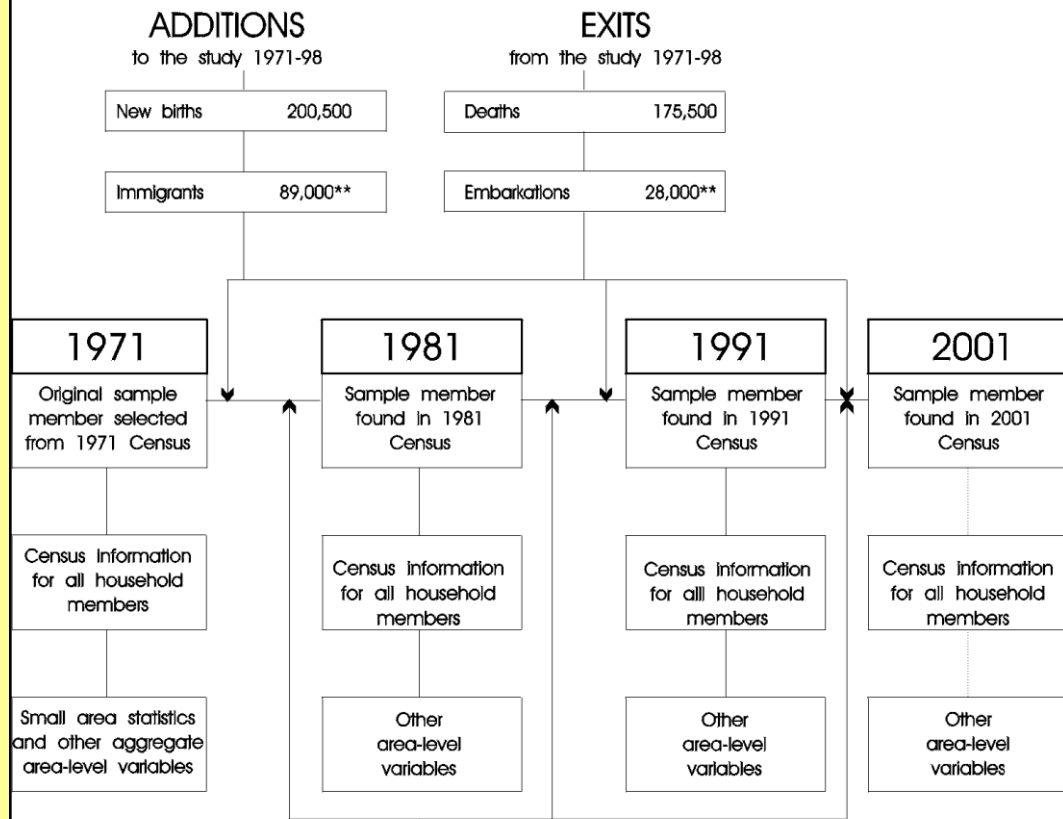 ADDITIONS
to the study 1971-98
New births 200,500
Immigrants 89,000**
EXITS
from the study 1971-98
Deaths 175,500
Embarkations 28,000**
1971
Original sample
member selected
from 1971 Census
Census information
for all household
members
Small area statistics
and other aggregate
area-level variables
1981
Sample member
found in 1981
Census
Census information
for all household
members
Other
area-level
variables
1991
Sample member
found in 1991
Census
Census information
for alll household
members
Other
area-level
variables
2001
Sample member
found in 2001
Census
Census information
for all household
members
Other
area-level
variables